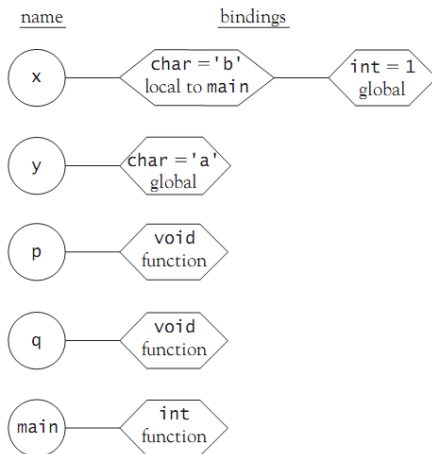 name bindings
x char = 'b' int = 1
local to main global
y char = 'a'
global
p void
function
q void
function
main int
function